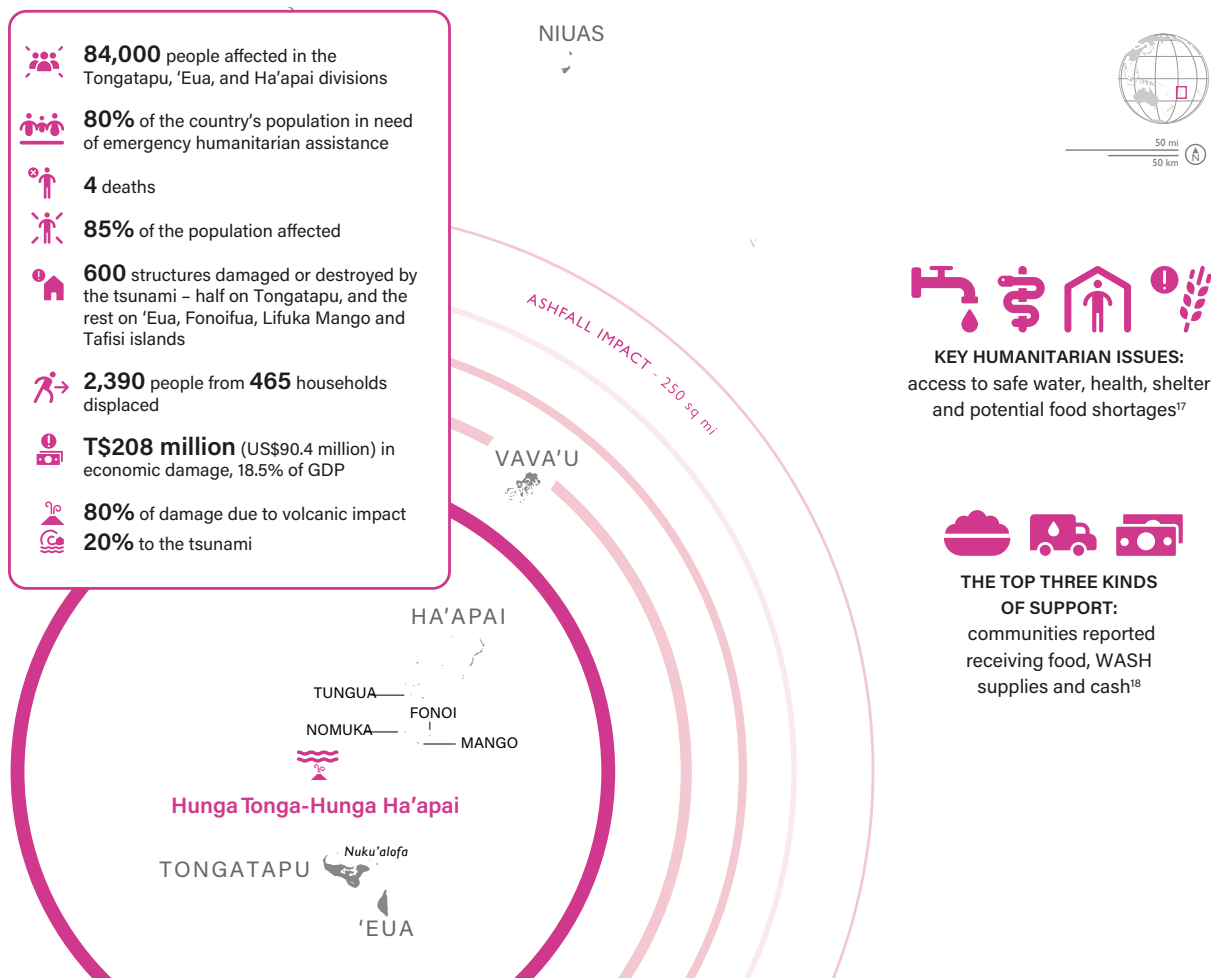 84,000 people affected in the
Tongatapu, ‘Eua, and Ha’apai divisions
80% of the country’s population in need
of emergency humanitarian assistance
4 deaths
85% of the population affected
600 structures damaged or destroyed by
the tsunami – half on Tongatapu, and the
rest on ‘Eua, Fonoifua, Lifuka Mango and
Tafisi islands
2,390 people from 465 households
displaced
T$208 million (US$90.4 million) in
economic damage, 18.5% of GDP
80% of damage due to volcanic impact
20% to the tsunami
NIUAS
50 mi
50 km
N
ASHFALL IMPACT - 250 sq mi
VAVA’U
HA’APAI
TUNGUA
FONOI
NOMUKA
MANGO
Hunga Tonga-Hunga Ha’apai
Nuku’alofa
TONGATAPU
‘EUA
KEY HUMANITARIAN ISSUES:
access to safe water, health, shelter
and potential food shortages¹⁷
THE TOP THREE KINDS
OF SUPPORT:
communities reported
receiving food, WASH
supplies and cash¹⁸